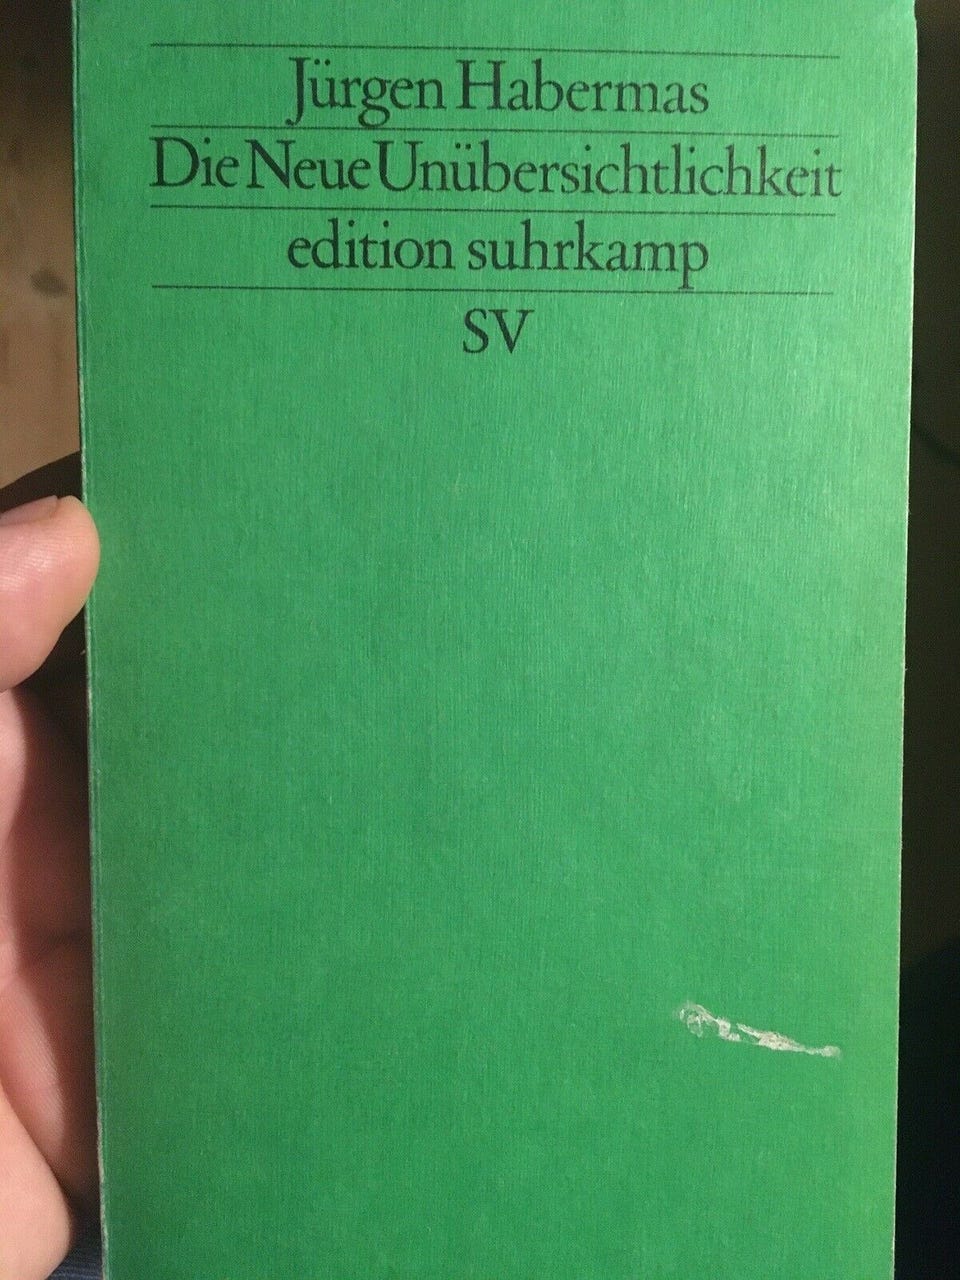 Jürgen Habermas
Die Neue Unübersichtlichkeit
edition suhrkamp
SV